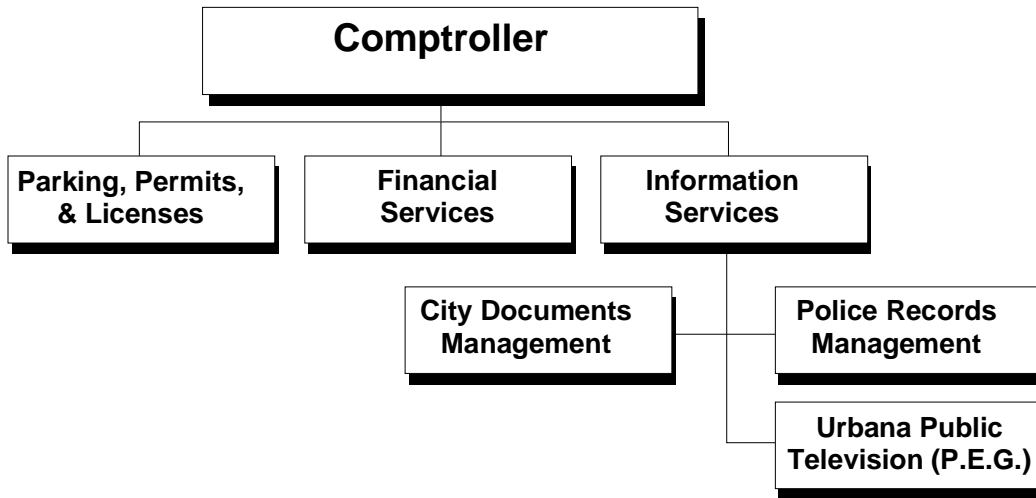 Comptroller
Parking, Permits,
& Licenses
Financial
Services
Information
Services
City Documents
Management
Police Records
Management
Urbana Public
Television (P.E.G.)